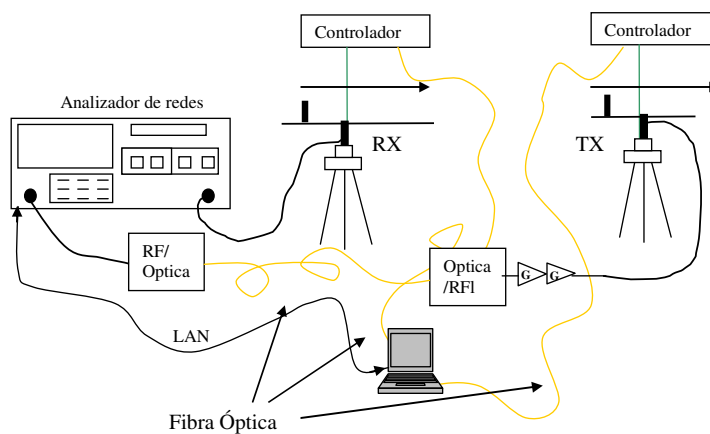 Controlador
Controlador
Analizador de redes
RX
TX
RF/
Optica
Optica
/RFl
G
G
LAN
Fibra Óptica